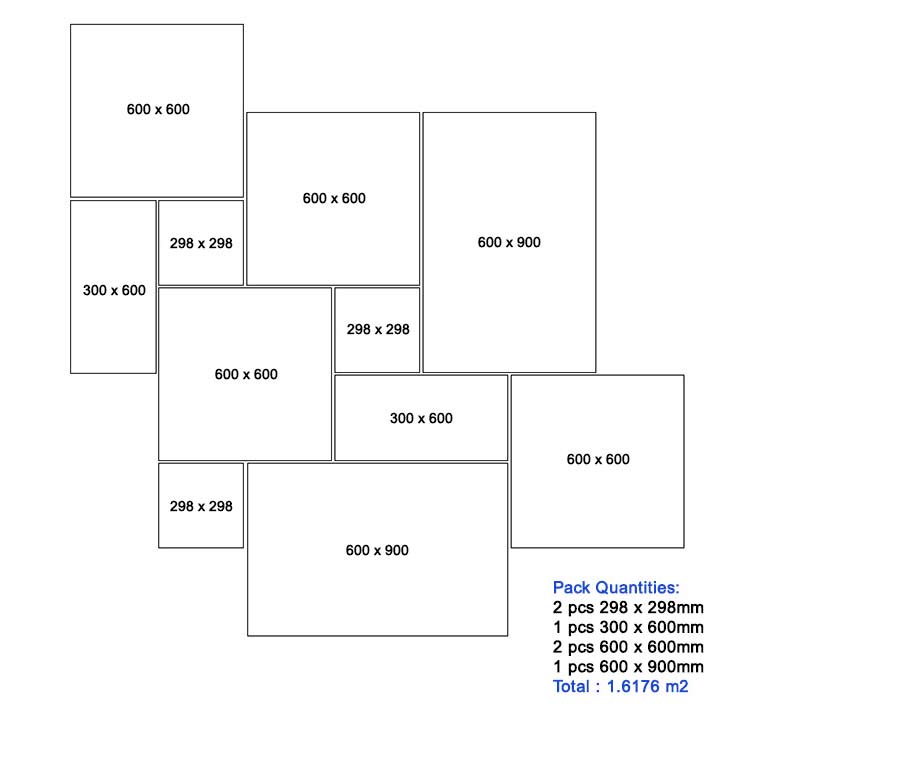 600 x 600
600 x 600
600 x 900
298 x 298
300 x 600
298 x 298
600 x 600
300 x 600
600 x 600
298 x 298
600 x 900
Pack Quantities:
2 pcs 298 x 298mm
1 pcs 300 x 600mm
2 pcs 600 x 600mm
1 pcs 600 x 900mm
Total : 1.6176 m2